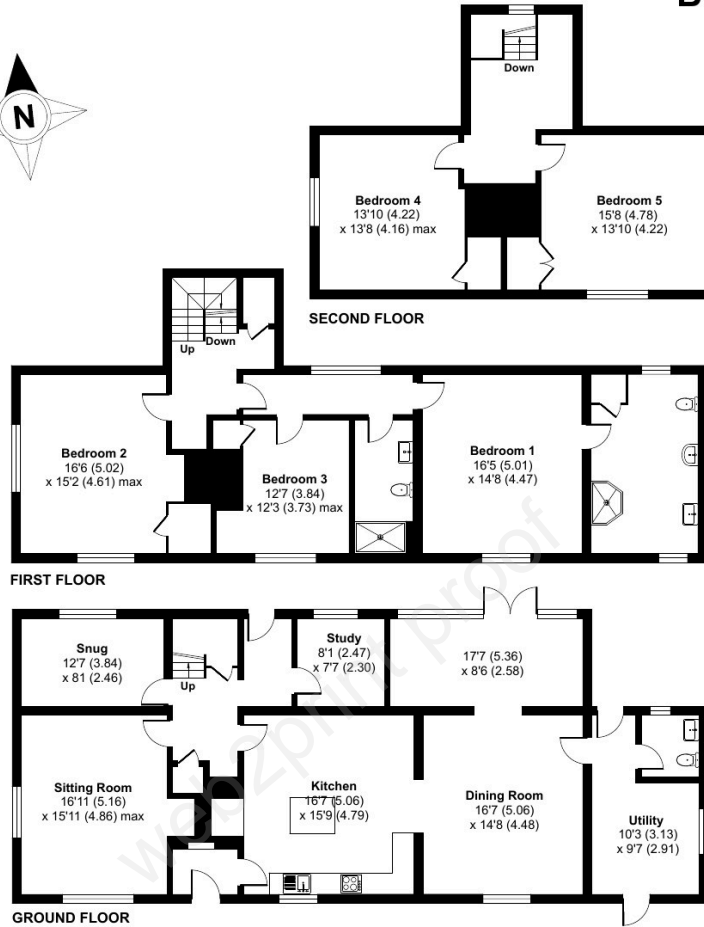 N
Down
Bedroom 4
13'10 (4.22)
x 13'8 (4.16) max
Bedroom 5
15'8 (4.78)
x 13'10 (4.22)
SECOND FLOOR
Up
Down
Bedroom 2
16'6 (5.02)
x 15'2 (4.61) max
Bedroom 3
12'7 (3.84)
x 12'3 (3.73) max
Bedroom 1
16'5 (5.01)
x 14'8 (4.47)
FIRST FLOOR
Snug
12'7 (3.84)
x 81 (2.46)
Up
Study
8'1 (2.47)
x 7'7 (2.30)
17'7 (5.36)
x 8'6 (2.58)
Sitting Room
16'11 (5.16)
x 15'11 (4.86) max
Kitchen
16'7 (5.06)
x 15'9 (4.79)
Dining Room
16'7 (5.06)
x 14'8 (4.48)
Utility
10'3 (3.13)
x 9'7 (2.91)
GROUND FLOOR
web2print proof